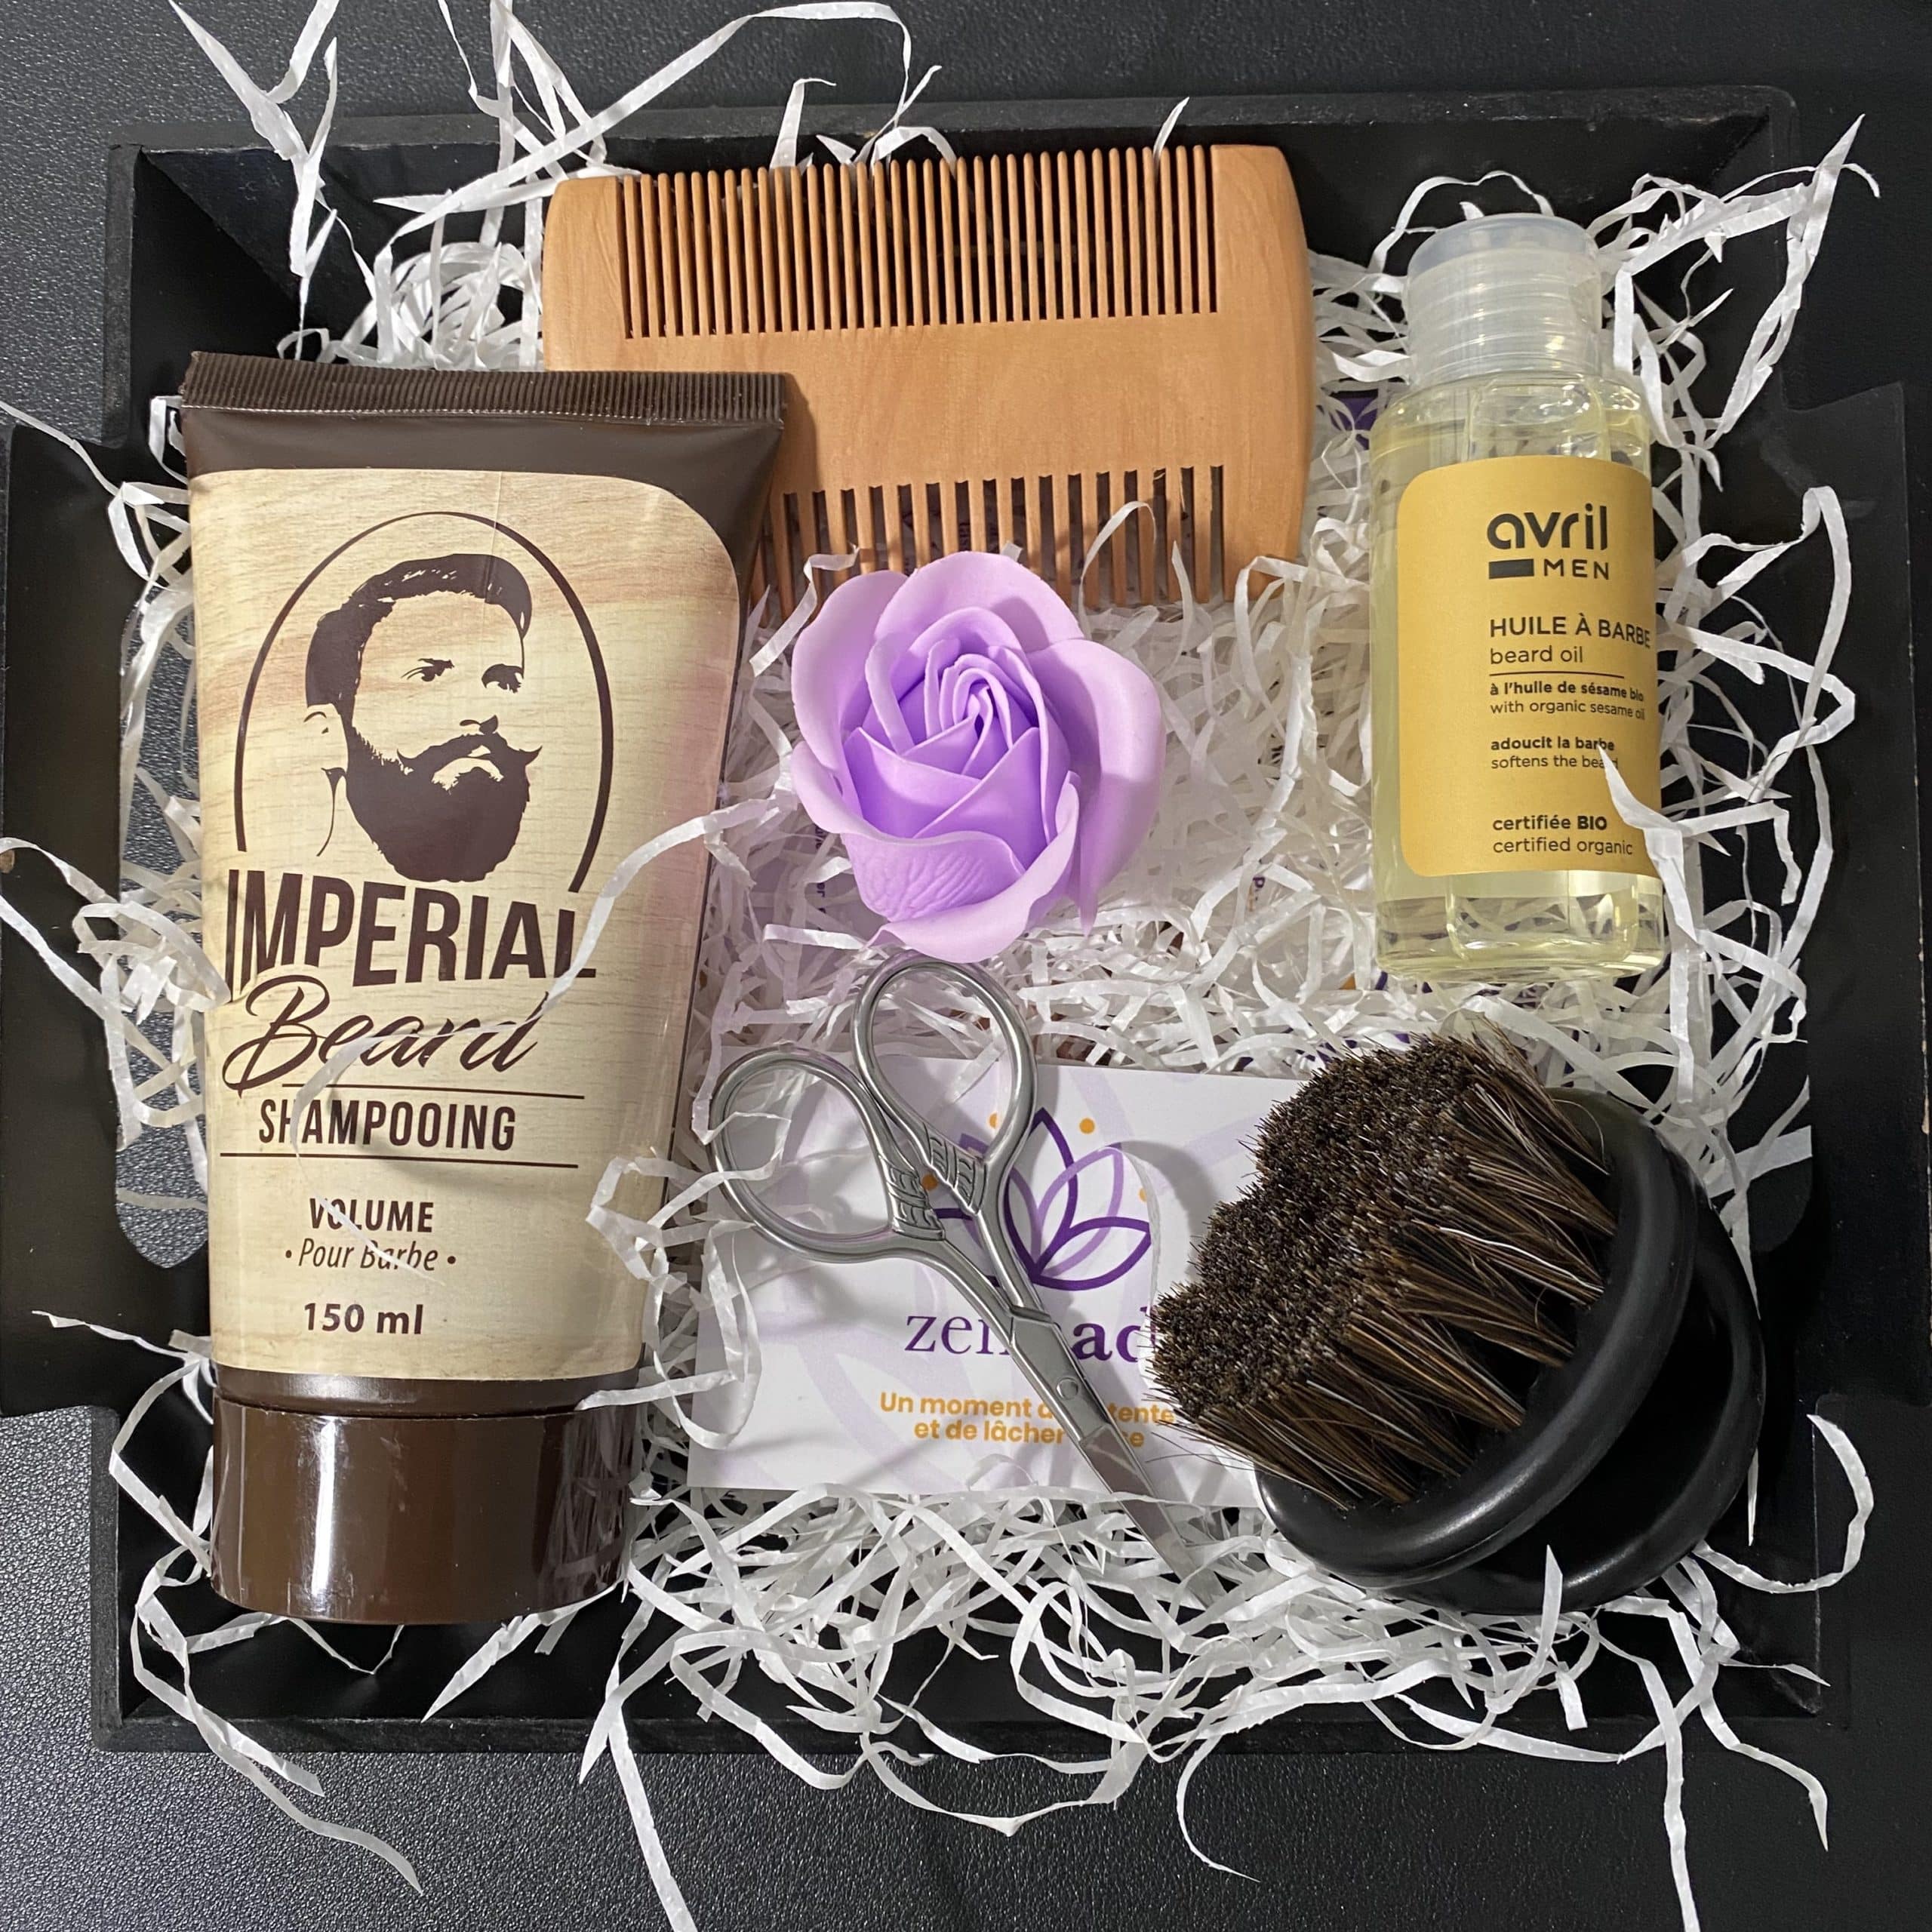 IMPERIAL
Beard
SHAMPOOING
VOLUME
• Pour Barbe •
150 ml
avril
MEN
HUILE À BARBE
beard oil
à l'huile de sésame bio
with organic sesame oil
adoucit la barbe
softens the beard
certifiée BIO
certified organic
Un moment
et de lâcher